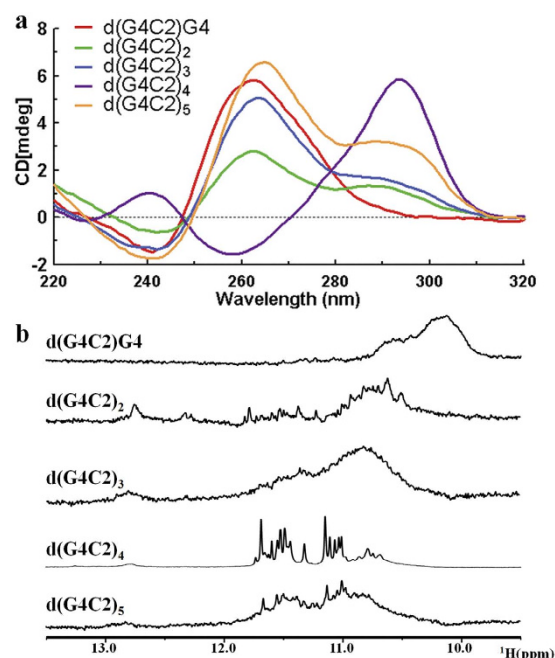 a
d(G4C2)G4
d(G4C2)2
d(G4C2)3
d(G4C2)4
d(G4C2)5
CD[mdeg]
8
6
4
2
0
-2
220 240 260 280 300 320
Wavelength (nm)
b
d(G4C2)G4
d(G4C2)2
d(G4C2)3
d(G4C2)4
d(G4C2)5
13.0 12.0 11.0 10.0 ¹H(ppm)